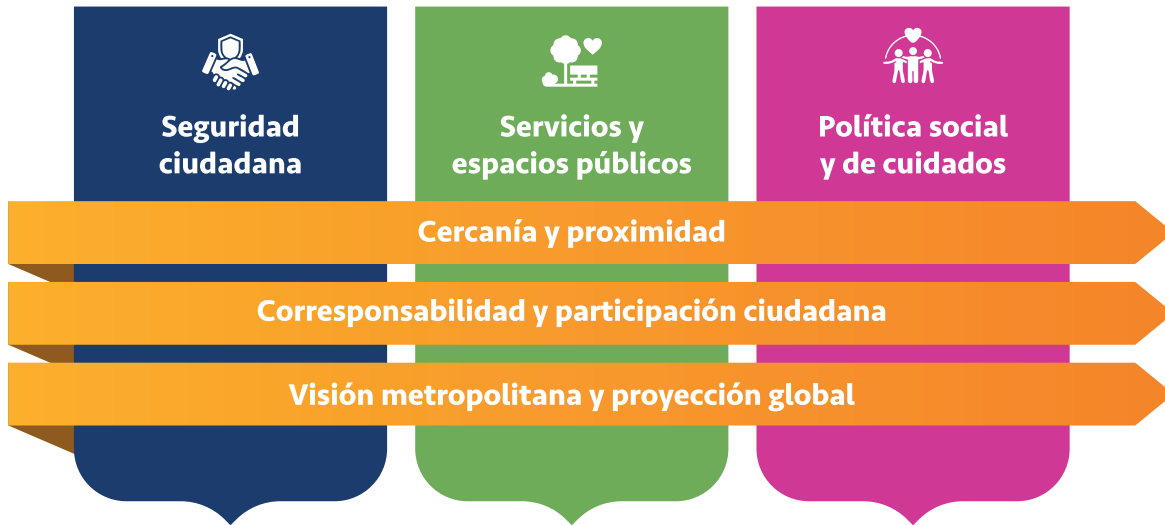 Seguridad
ciudadana
Servicios y
espacios públicos
Política social
y de cuidados
Cercanía y proximidad
Corresponsabilidad y participación ciudadana
Visión metropolitana y proyección global